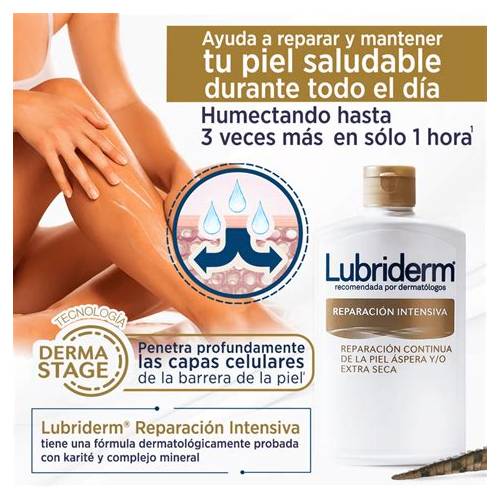 Ayuda a reparar y mantener
tu piel saludable
durante todo el día
Humectando hasta
3 veces más en sólo 1 hora¹
Lubriderm®
recomendada por dermatólogos
REPARACIÓN INTENSIVA
REPARACIÓN CONTINUA
DE LA PIEL ÁSPERA Y/O
EXTRA SECA
TECNOLOGÍA
DERMA
STAGE
Penetra profundamente
las capas celulares
de la barrera de la piel¹
Lubriderm® Reparación Intensiva
tiene una fórmula dermatológicamente probada
con karité y complejo mineral